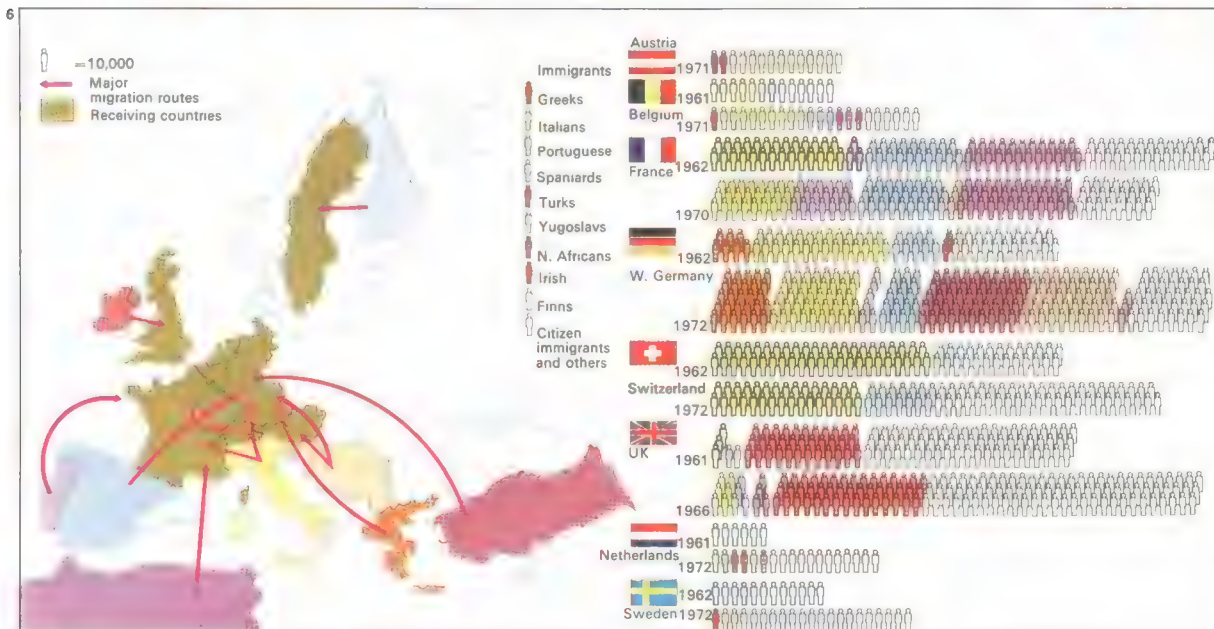 6
=10,000
Major
migration routes
Receiving countries
Immigrants
Greeks
Italians
Portuguese
Spaniards
Turks
Yugoslavs
N. Africans
Irish
Finns
Citizen
immigrants
and others
Austria
1971
1961
Belgium
1971
France
1962
1970
1962
W. Germany
1972
1962
Switzerland
1972
UK
1961
1966
1961
Netherlands
1972
1962
Sweden
1972